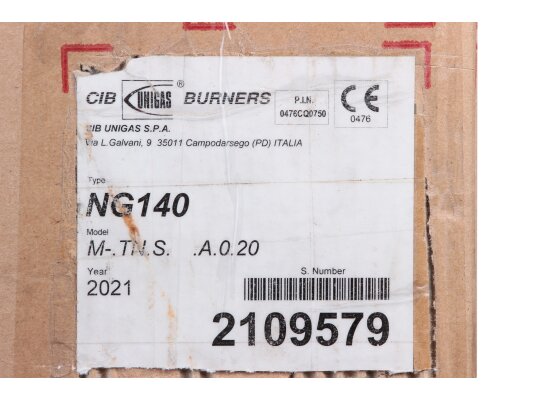 CIB UNIGAS ® BURNERS
P.I.N.
0476CQ0750
CE
0476
CIB UNIGAS S.P.A.
Via L.Galvani, 9 35011 Campodarsego (PD) ITALIA
Type
NG140
Model
M-.TN.S. .A.0.20
Year
S. Number
2021
2109579